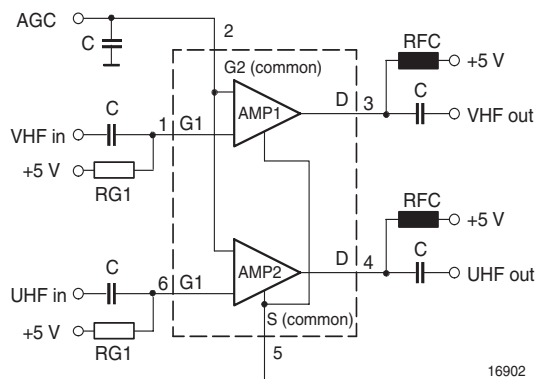 AGC
C
2
G2 (common)
RFC
+5 V
D 3
C
AMP1
VHF in
C
1 G1
VHF out
+5 V
RG1
RFC
+5 V
D 4
C
AMP2
UHF in
C
6 G1
UHF out
+5 V
RG1
S (common)
5
16902